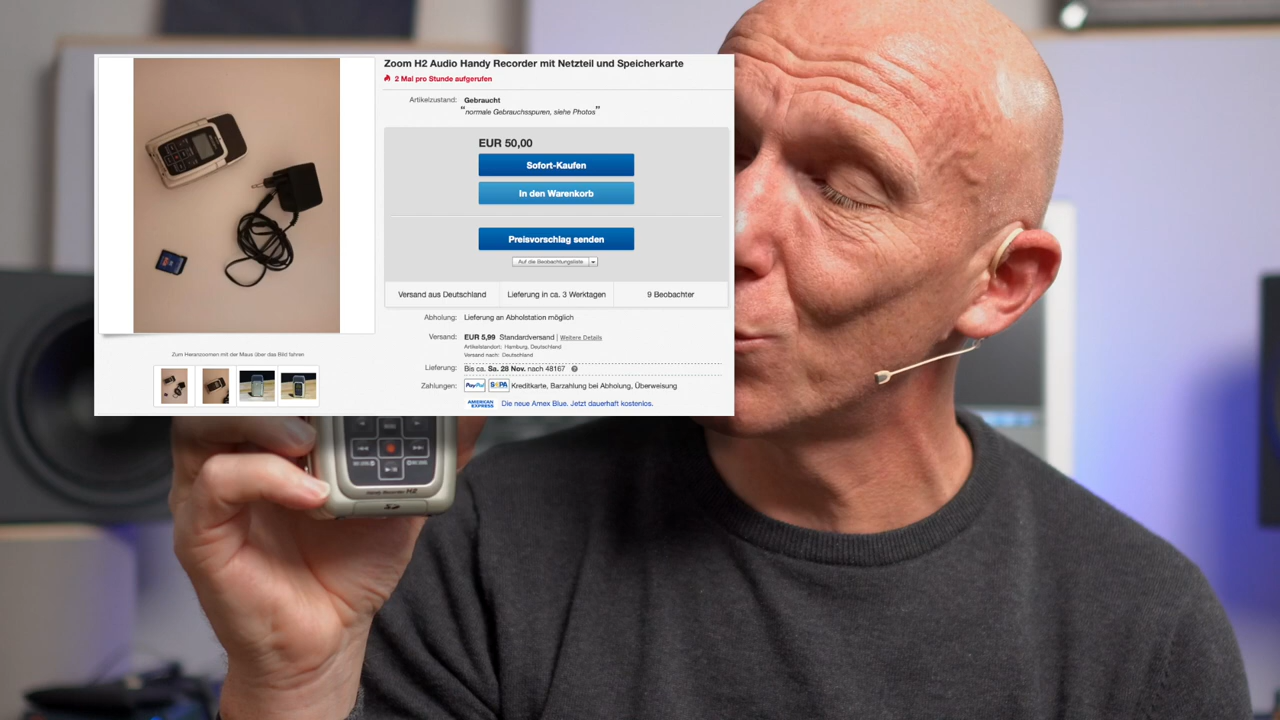 Zoom H2 Audio Handy Recorder mit Netzteil und Speicherkarte
2 Mal pro Stunde aufgerufen
Artikelzustand: Gebraucht
"normale Gebrauchsspuren, siehe Photos"
EUR 50,00
Sofort-Kaufen
In den Warenkorb
Preisvorschlag senden
Auf die Beobachtungsliste
Versand aus Deutschland
Lieferung in ca. 3 Werktagen
9 Beobachter
Abholung: Lieferung an Abholstation möglich
Versand: EUR 5,99 Standardversand | Weitere Details
Artikelstandort: Hamburg, Deutschland
Versand nach: Deutschland
Lieferung: Bis ca. Sa. 28 Nov. nach 48167
Zahlungen: PayPal SEPA Kreditkarte, Barzahlung bei Abholung, Überweisung
AMERICAN EXPRESS Die neue Amex Blue. Jetzt dauerhaft kostenlos.
Zum Heranzoomen mit der Maus über das Bild fahren
Handy Recorder H2